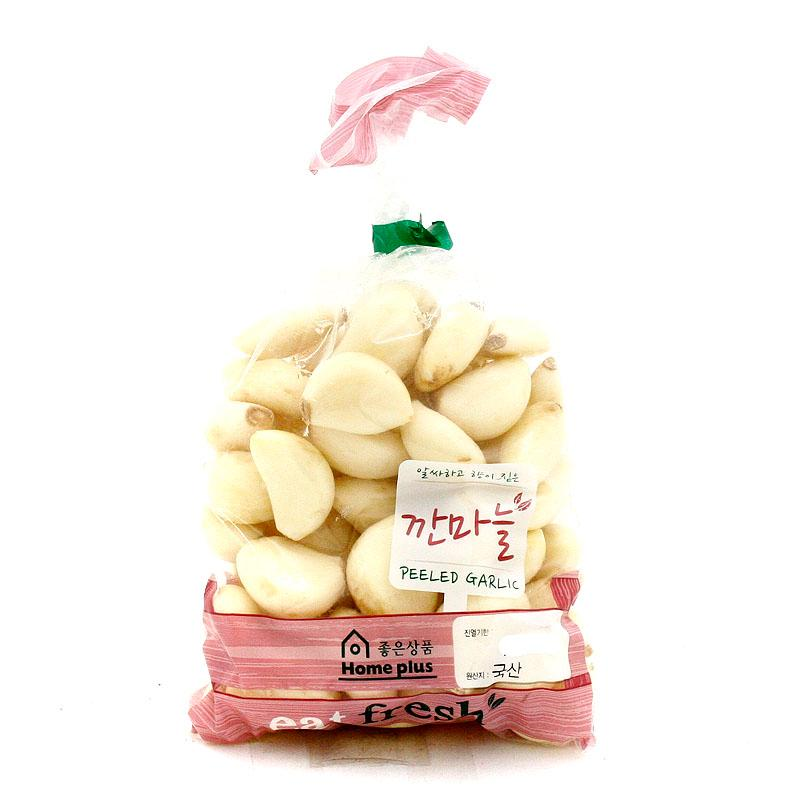 알싸하고 향이 짙은
깐마늘
PEELED GARLIC
좋은상품
Home plus
진열기한
원산지 : 국산
eat fresh